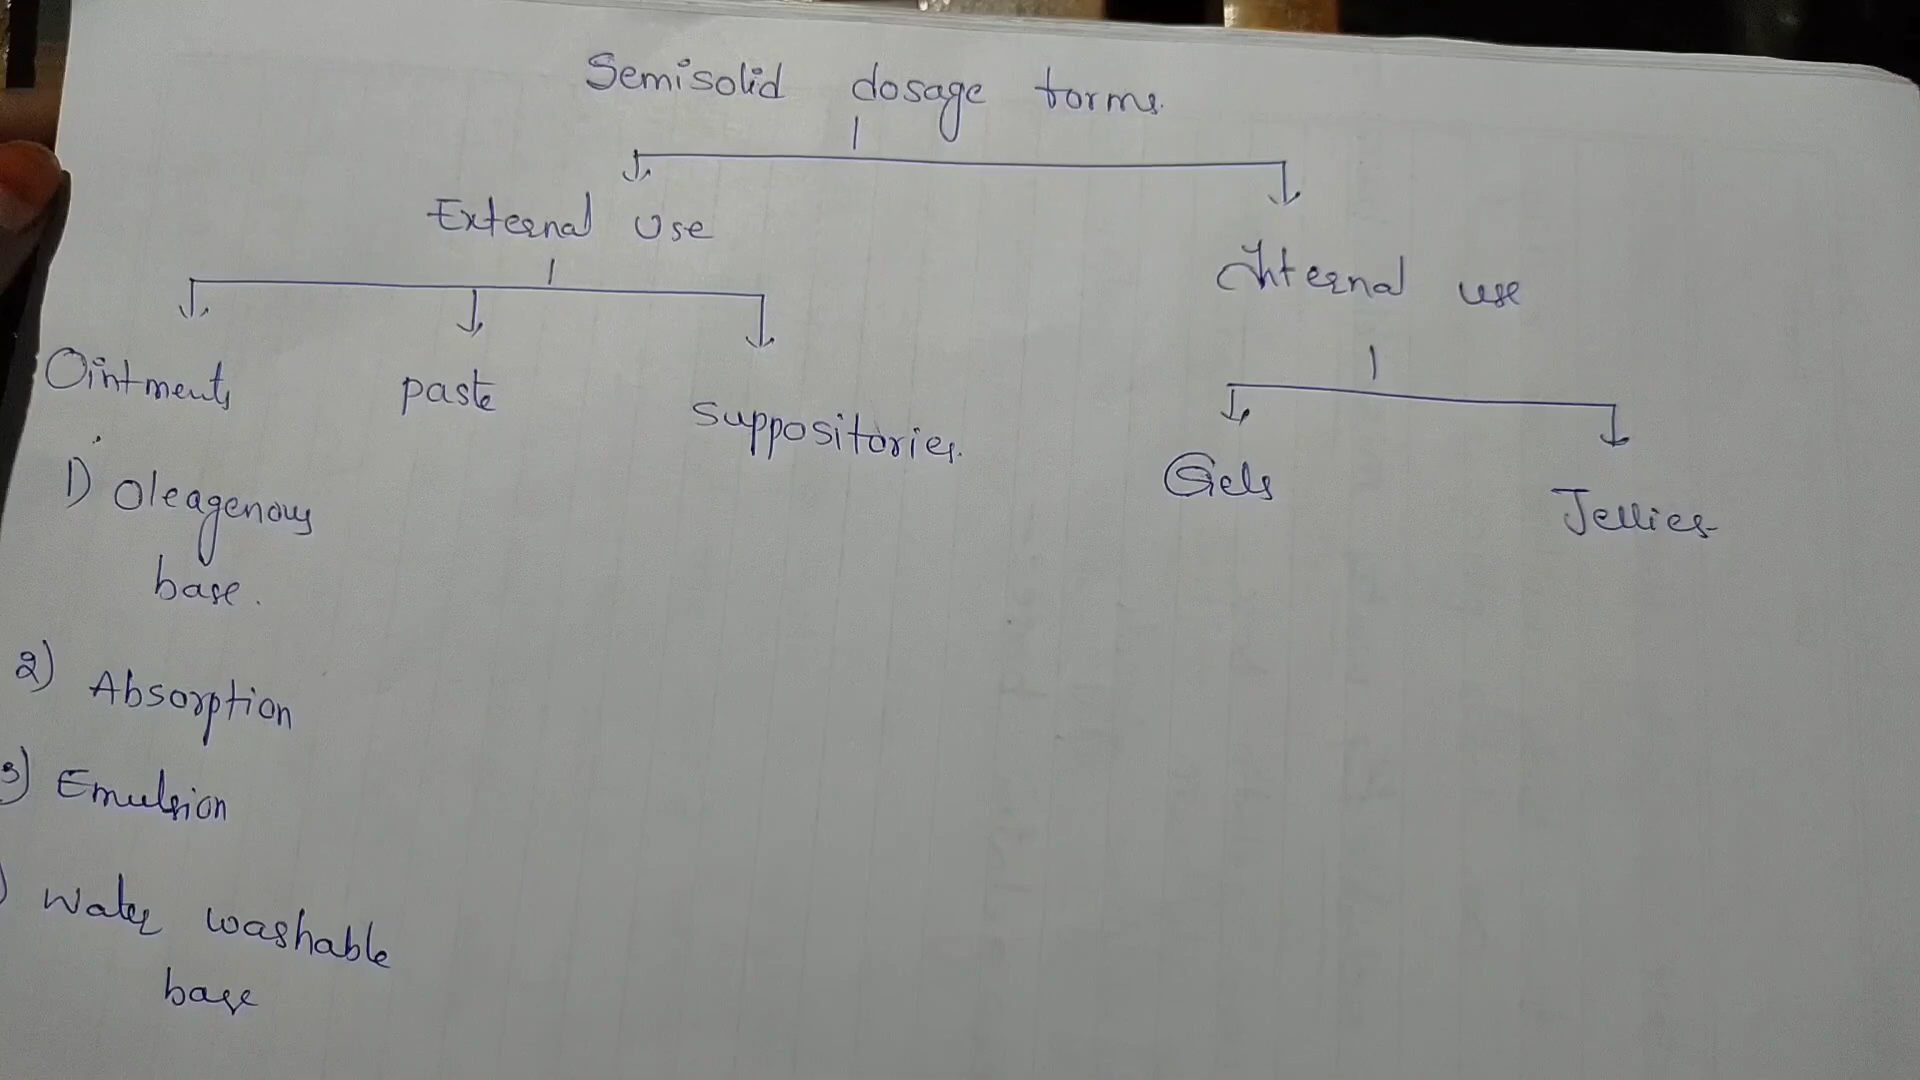 Semisolid dosage forms.
External Use
Internal use
Ointments paste Suppositories.
Gels Jellies
1) Oleagenous
base.
2) Absorption
3) Emulsion
) Water washable
base